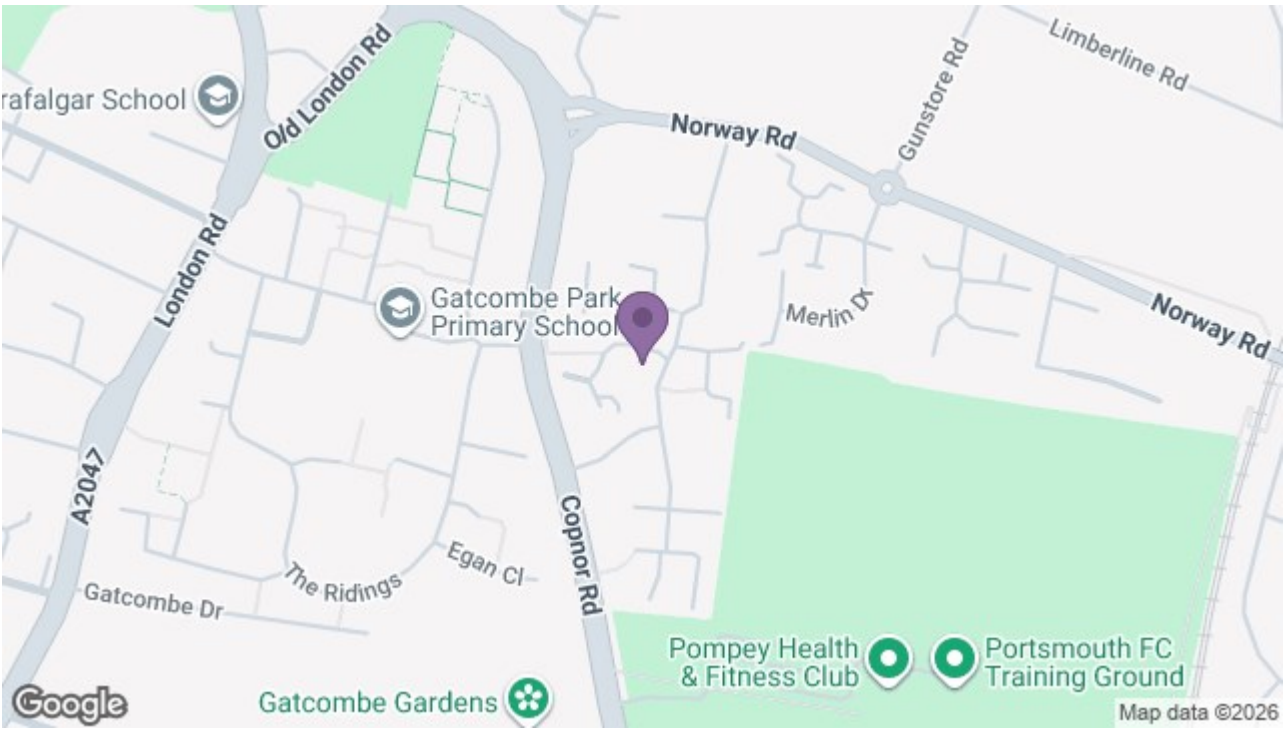 Limberline Rd
Old London Rd
Gunstore Rd
rafalgar School
Norway Rd
London Rd
Gatcombe Park
Primary School
Merlin Dr
Norway Rd
A2047
Copnor Rd
Egan Cl
The Ridings
Gatcombe Dr
Pompey Health
& Fitness Club
Portsmouth FC
Training Ground
Gatcombe Gardens
Google
Map data ©2026